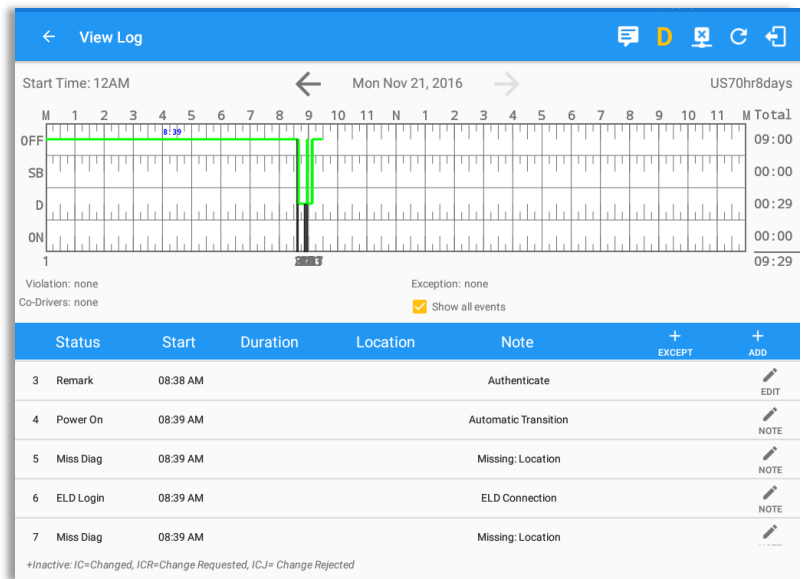 View Log
D
Start Time: 12AM
Mon Nov 21, 2016
US70hr8days
M 1 2 3 4 5 6 7 8 9 10 11 N 1 2 3 4 5 6 7 8 9 10 11 M Total
8:39
OFF 09:00
SB 00:00
D 00:29
ON 00:00
1 09:29
Violation: none Exception: none
Co-Drivers: none Show all events
Status Start Duration Location Note EXCEPT ADD
3 Remark 08:38 AM Authenticate EDIT
4 Power On 08:39 AM Automatic Transition NOTE
5 Miss Diag 08:39 AM Missing: Location NOTE
6 ELD Login 08:39 AM ELD Connection NOTE
7 Miss Diag 08:39 AM Missing: Location
+Inactive: IC=Changed, ICR=Change Requested, ICJ= Change Rejected